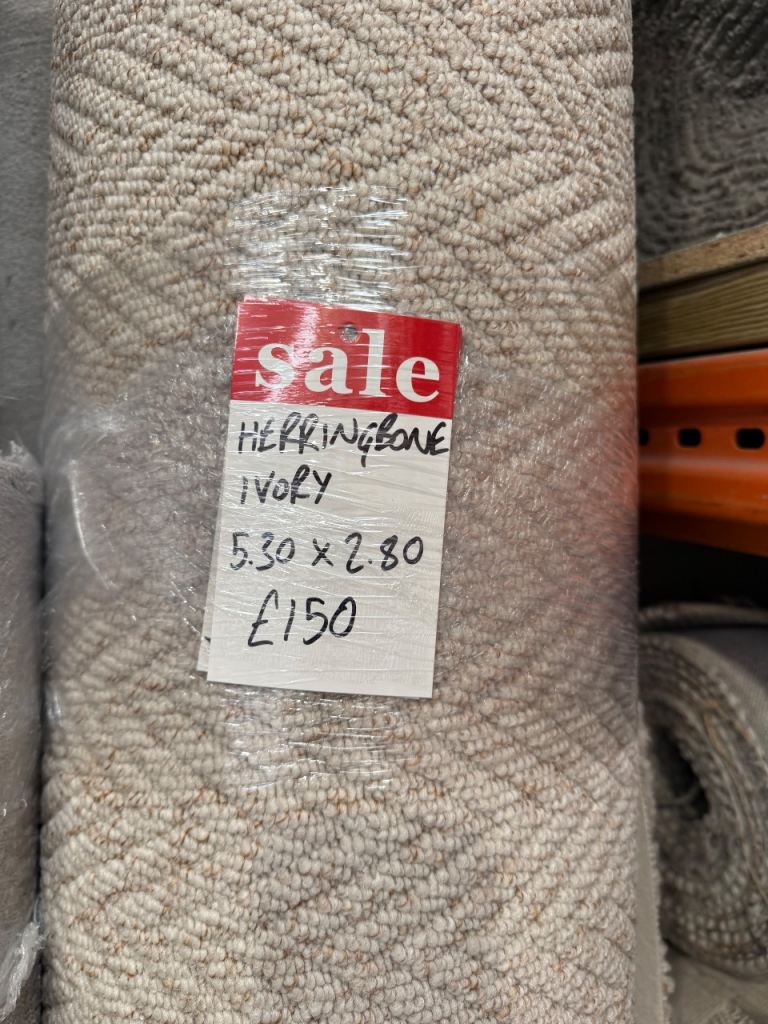 sale
HERRINGBONE
IVORY
5.30 x 2.80
£150